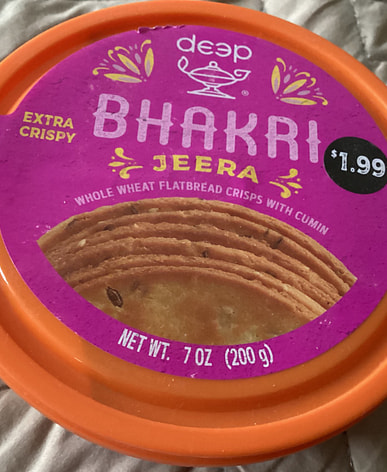 deep
®
BHAKRI
EXTRA
CRISPY
$1.99
JEERA
WHOLE WHEAT FLATBREAD CRISPS WITH CUMIN
NET WT. 7 OZ (200 g)